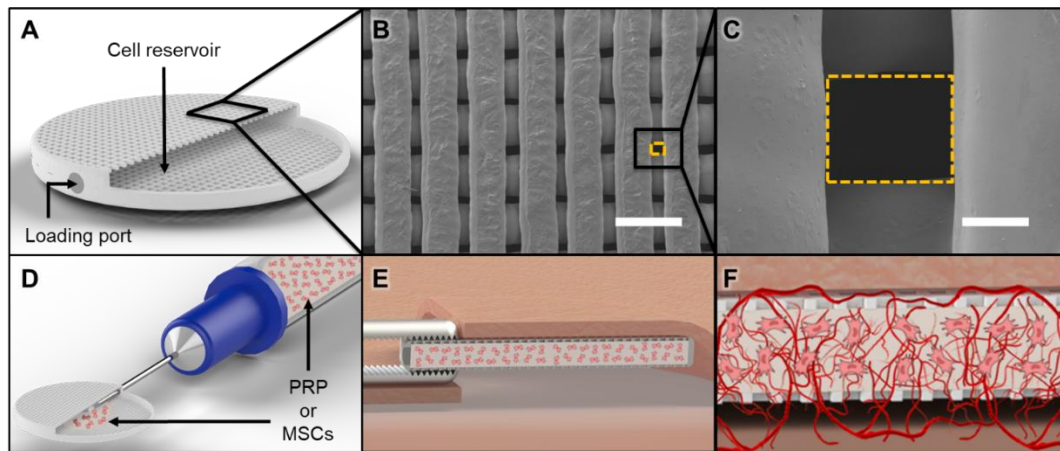 A
Cell reservoir
Loading port
B
C
D
PRP
or
MSCs
E
F